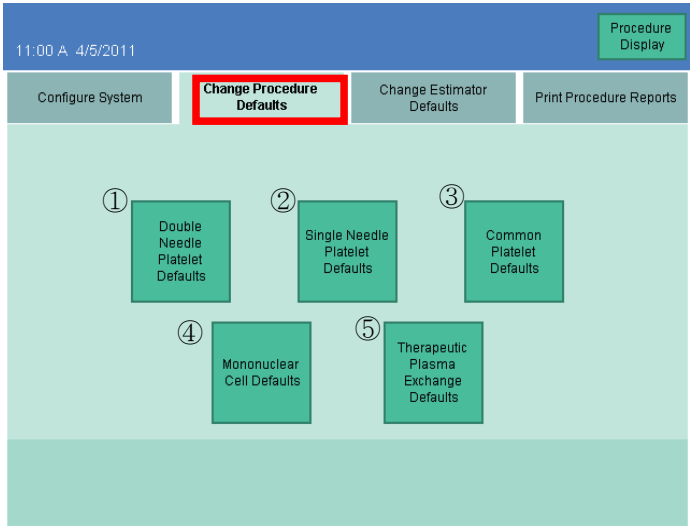 Procedure
Display
11:00 A 4/5/2011
Configure System
Change Procedure
Defaults
Change Estimator
Defaults
Print Procedure Reports
①
Double
Needle
Platelet
Defaults
②
Single Needle
Platelet
Defaults
③
Common
Platelet
Defaults
④
Mononuclear
Cell Defaults
⑤
Therapeutic
Plasma
Exchange
Defaults